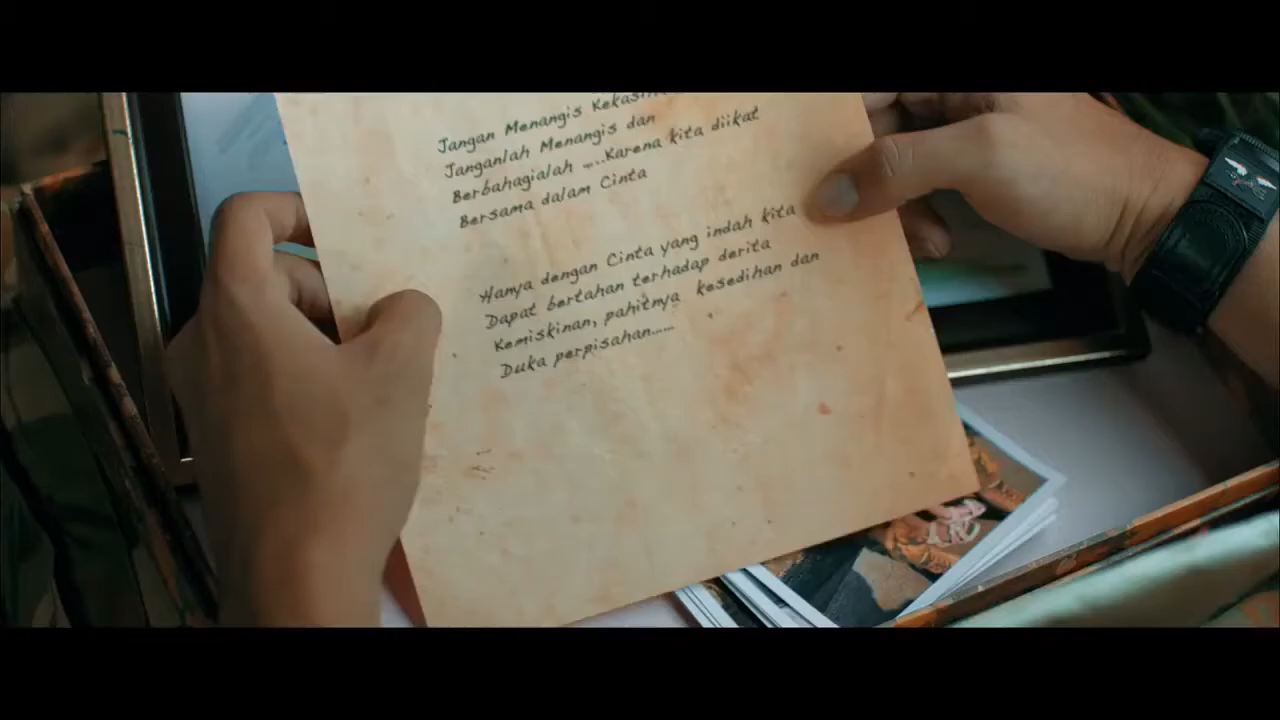 Jangan Menangis Kekasih
Janganlah Menangis dan
Berbahagialah .....Karena kita diikat
Bersama dalam Cinta
Hanya dengan Cinta yang indah kita
Dapat bertahan terhadap derita
Kemiskinan, pahitnya kesedihan dan
Duka perpisahan......